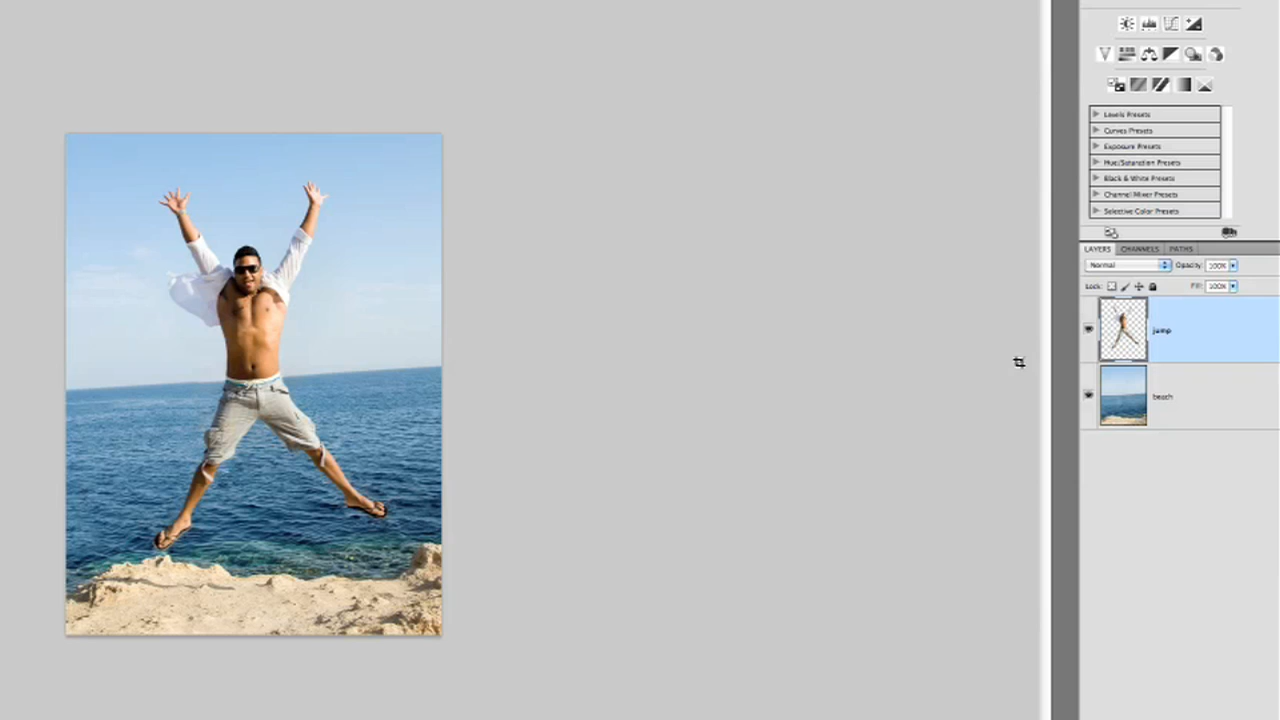 Levels Presets
Curves Presets
Exposure Presets
Hue/Saturation Presets
Black & White Presets
Channel Mixer Presets
Selective Color Presets
LAYERS CHANNELS PATHS
Normal Opacity: 100%
Lock: Fill: 100%
jump
beach